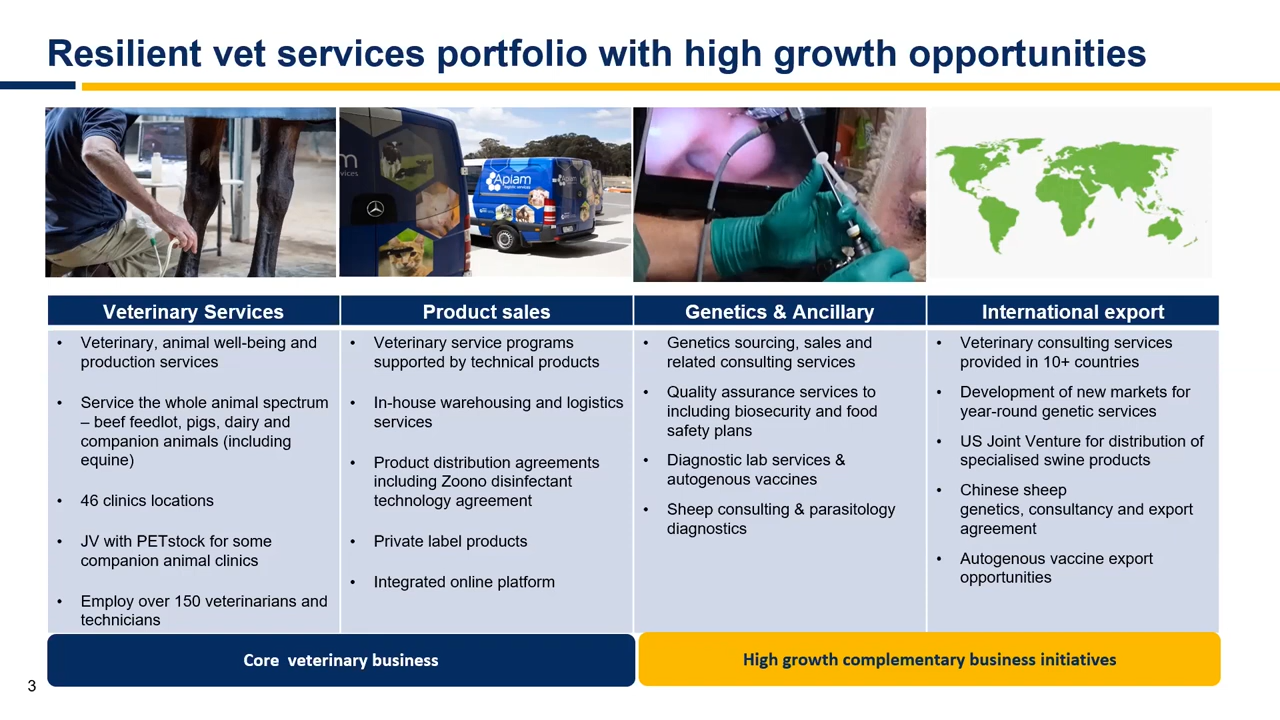 Resilient vet services portfolio with high growth opportunities
Apiam
logistic services
Veterinary Services
• Veterinary, animal well-being and
production services
• Service the whole animal spectrum
– beef feedlot, pigs, dairy and
companion animals (including
equine)
• 46 clinics locations
• JV with PETstock for some
companion animal clinics
• Employ over 150 veterinarians and
technicians
Product sales
• Veterinary service programs
supported by technical products
• In-house warehousing and logistics
services
• Product distribution agreements
including Zoono disinfectant
technology agreement
• Private label products
• Integrated online platform
Genetics & Ancillary
• Genetics sourcing, sales and
related consulting services
• Quality assurance services to
including biosecurity and food
safety plans
• Diagnostic lab services &
autogenous vaccines
• Sheep consulting & parasitology
diagnostics
International export
• Veterinary consulting services
provided in 10+ countries
• Development of new markets for
year-round genetic services
• US Joint Venture for distribution of
specialised swine products
• Chinese sheep
genetics, consultancy and export
agreement
• Autogenous vaccine export
opportunities
Core veterinary business
High growth complementary business initiatives
3